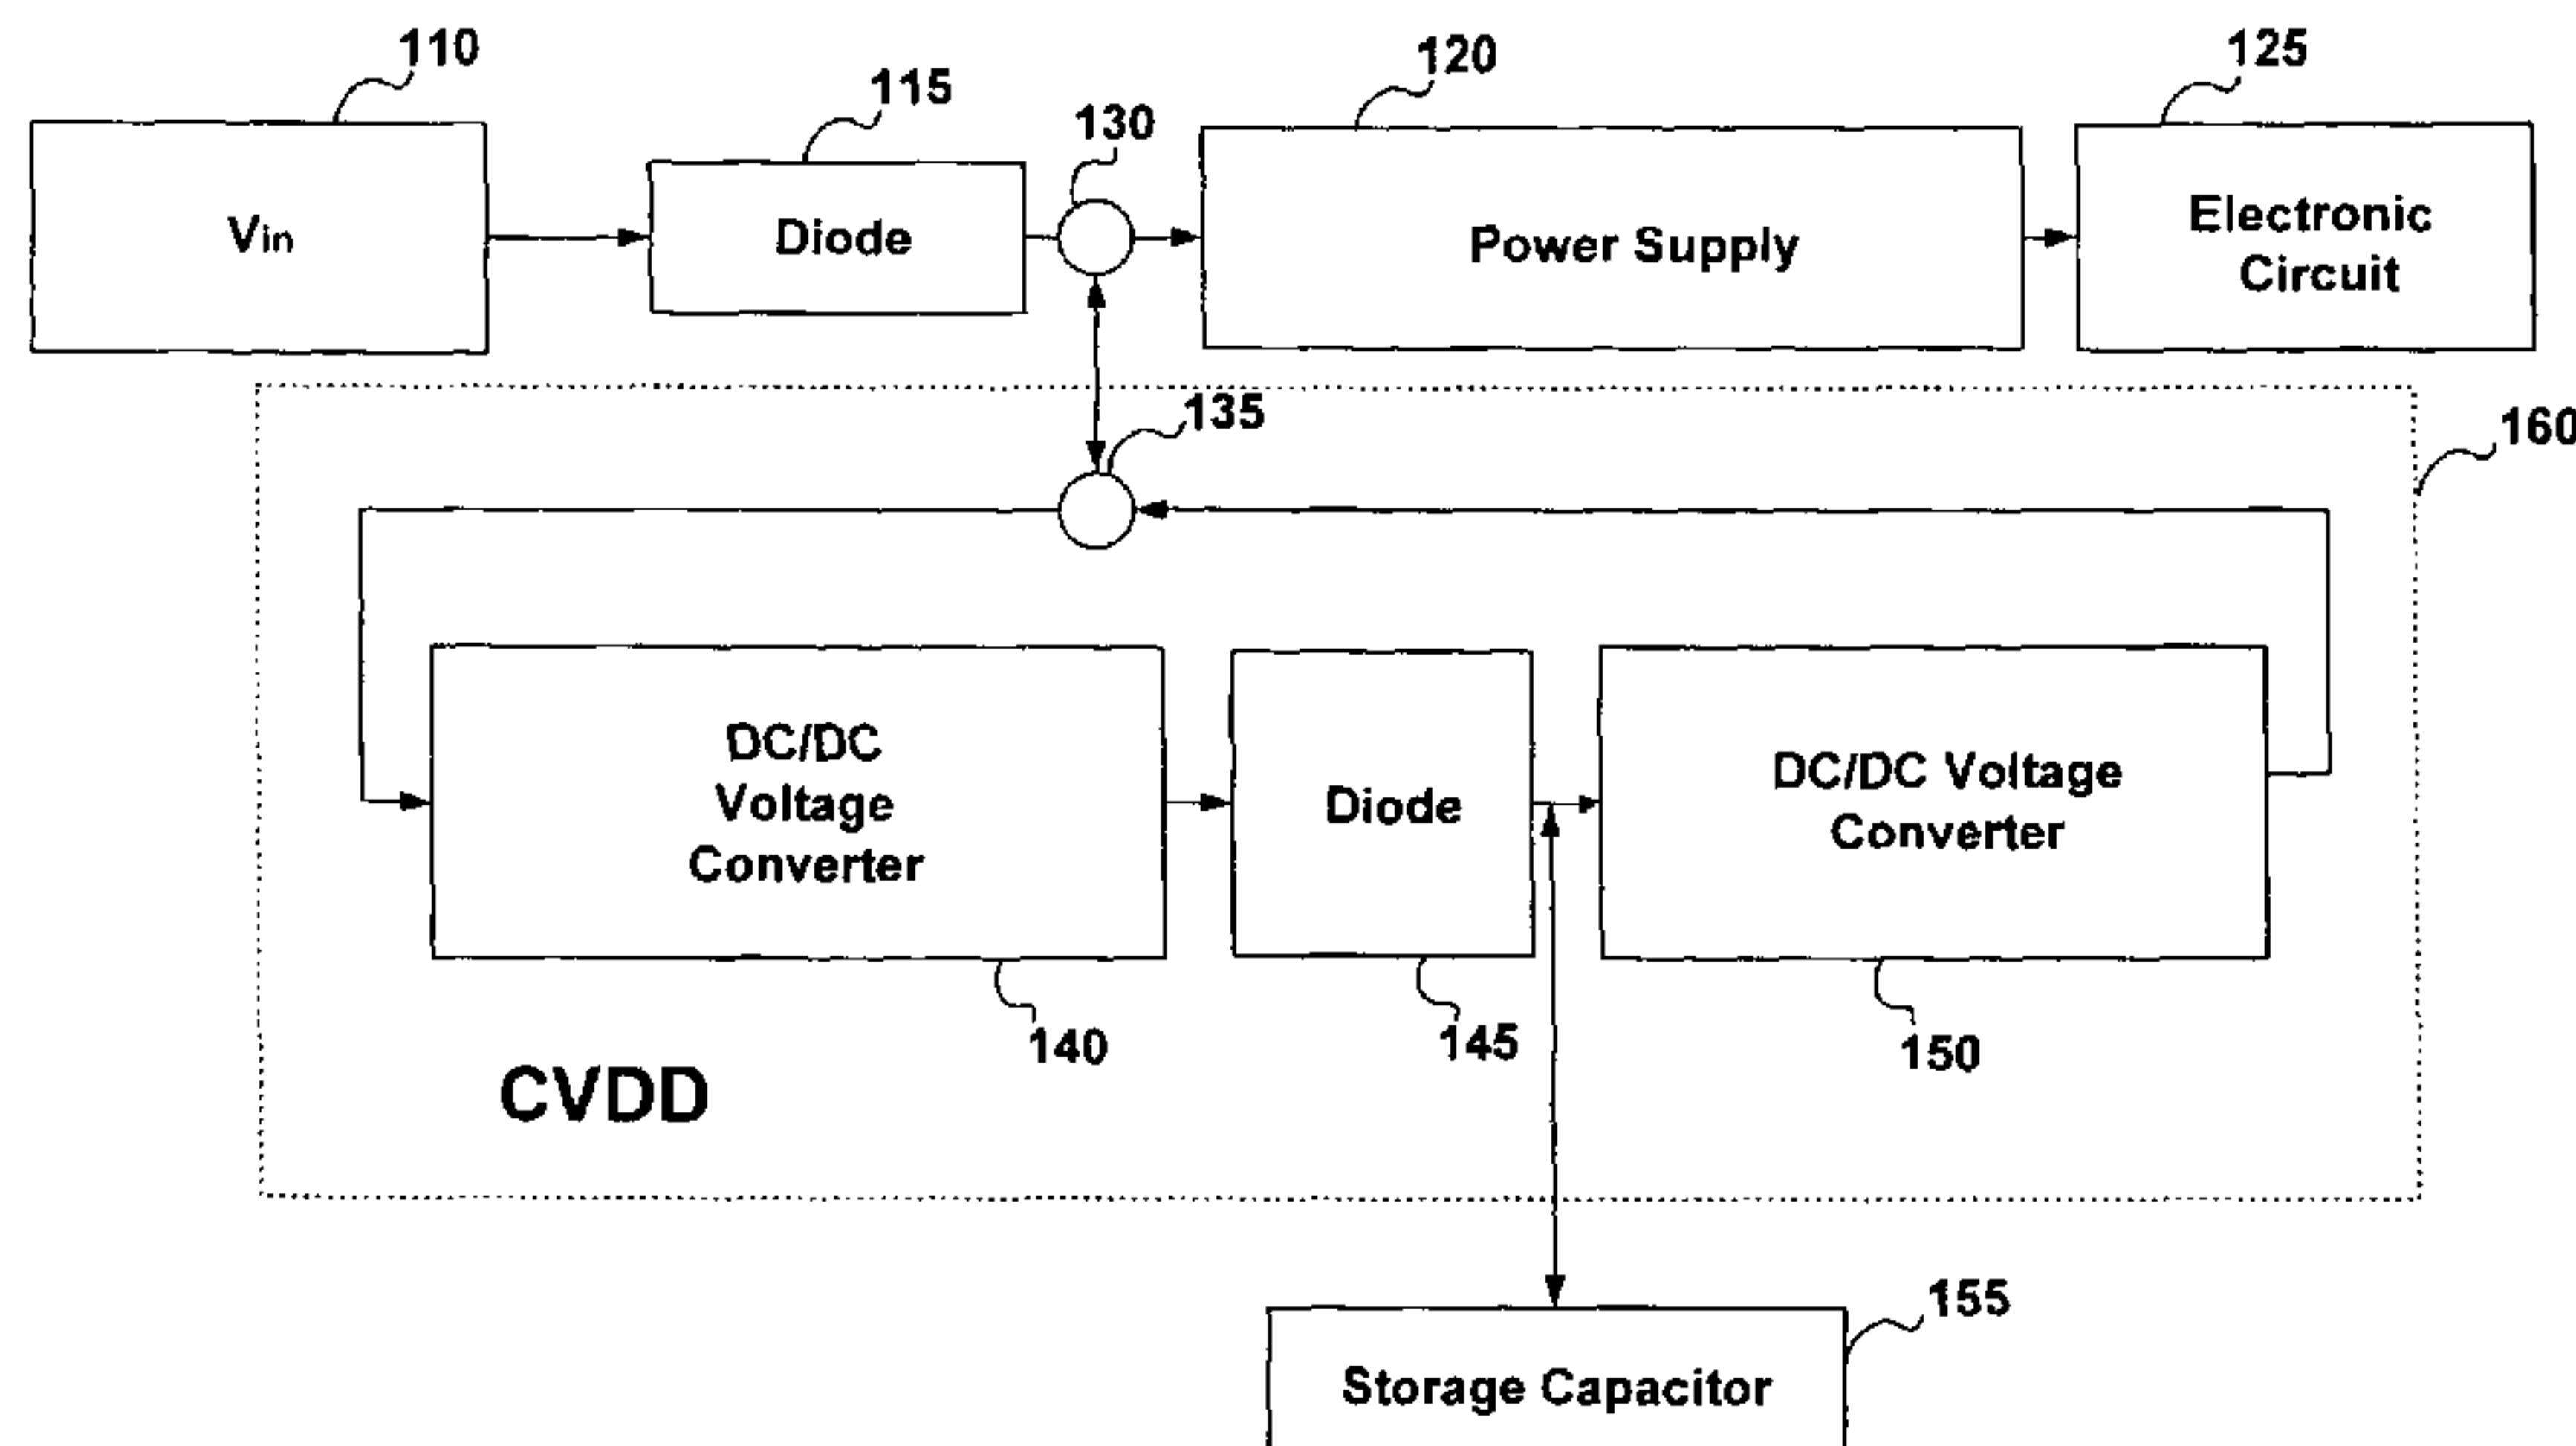 110
115
130
120
125
Vin
Diode
Power Supply
Electronic
Circuit
135
160
DC/DC
Voltage
Converter
Diode
DC/DC Voltage
Converter
140
145
150
CVDD
155
Storage Capacitor